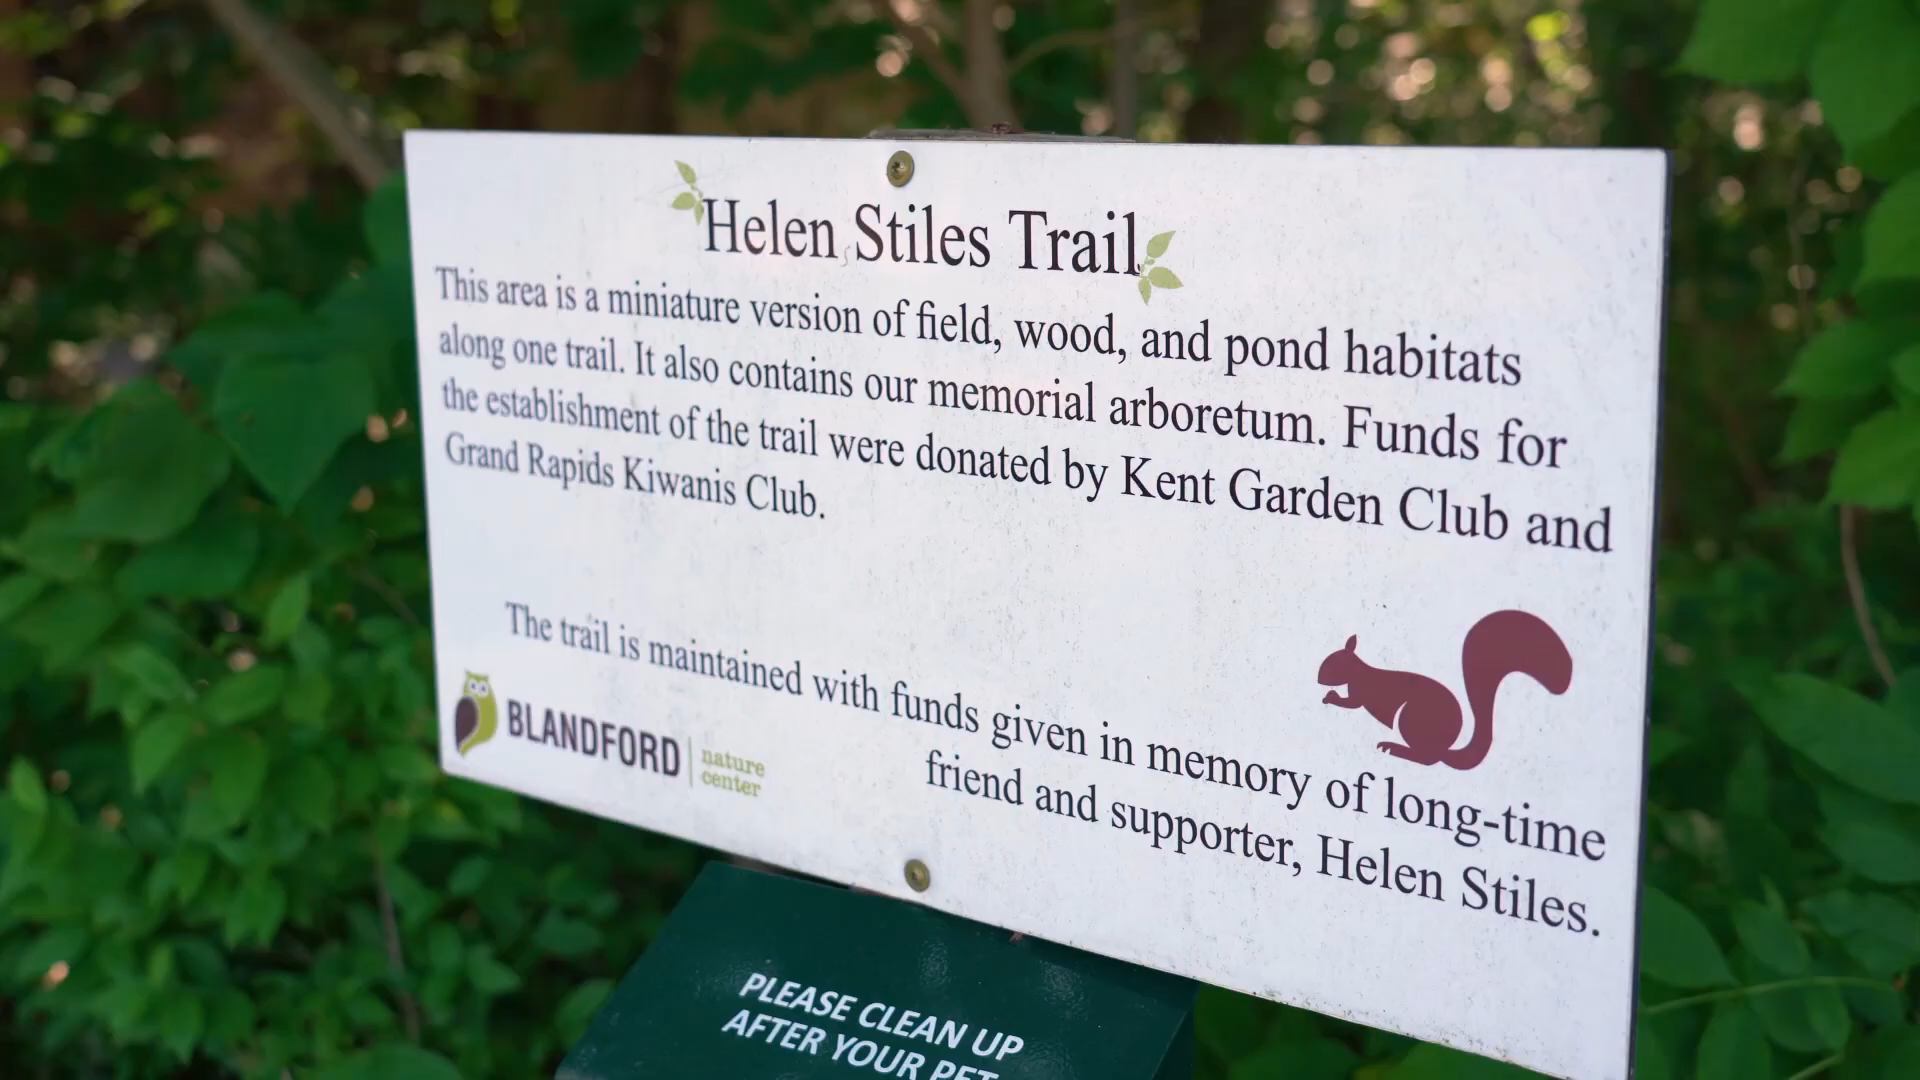 Helen Stiles Trail
This area is a miniature version of field, wood, and pond habitats
along one trail. It also contains our memorial arboretum. Funds for
the establishment of the trail were donated by Kent Garden Club and
Grand Rapids Kiwanis Club.
The trail is maintained with funds given in memory of long-time
friend and supporter, Helen Stiles.
BLANDFORD
nature
center
PLEASE CLEAN UP
AFTER YOUR PET